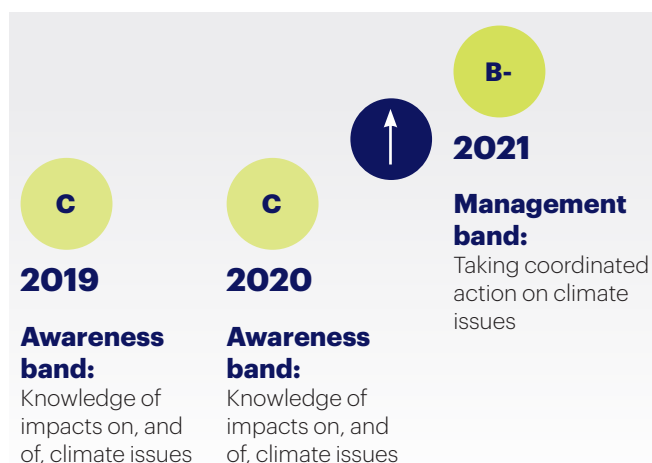 C
2019
Awareness
band:
Knowledge of
impacts on, and
of, climate issues
C
2020
Awareness
band:
Knowledge of
impacts on, and
of, climate issues
B-
2021
Management
band:
Taking coordinated
action on climate
issues